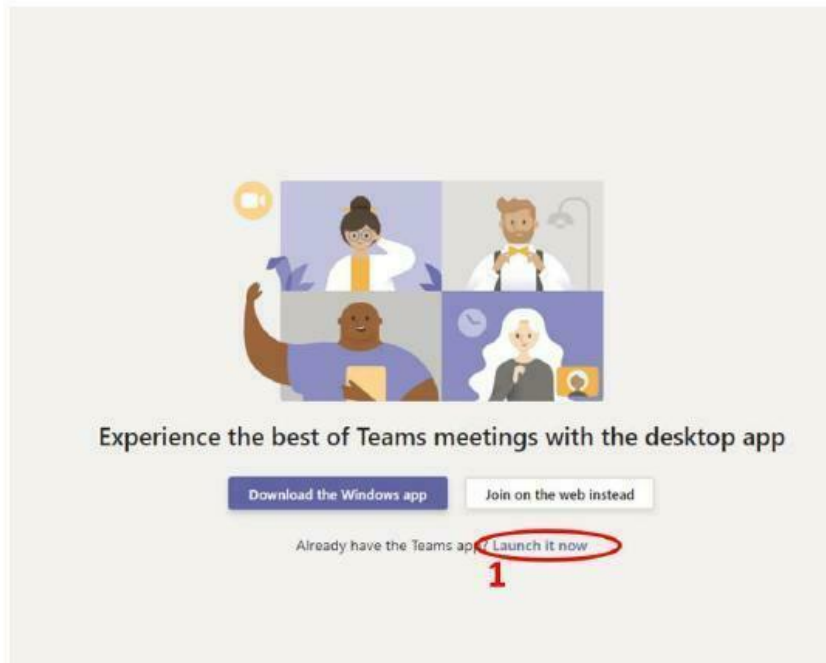 Experience the best of Teams meetings with the desktop app
Download the Windows app
Join on the web instead
Already have the Teams app? Launch it now
1